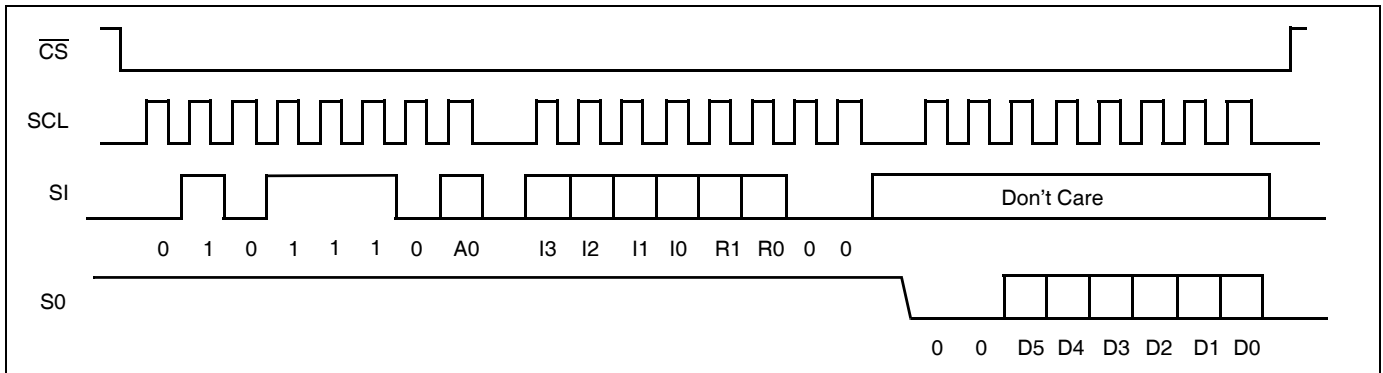 CS
SCL
SI
Don't Care
0 1 0 1 1 1 0 A0 I3 I2 I1 I0 R1 R0 0 0
S0
0 0 D5 D4 D3 D2 D1 D0